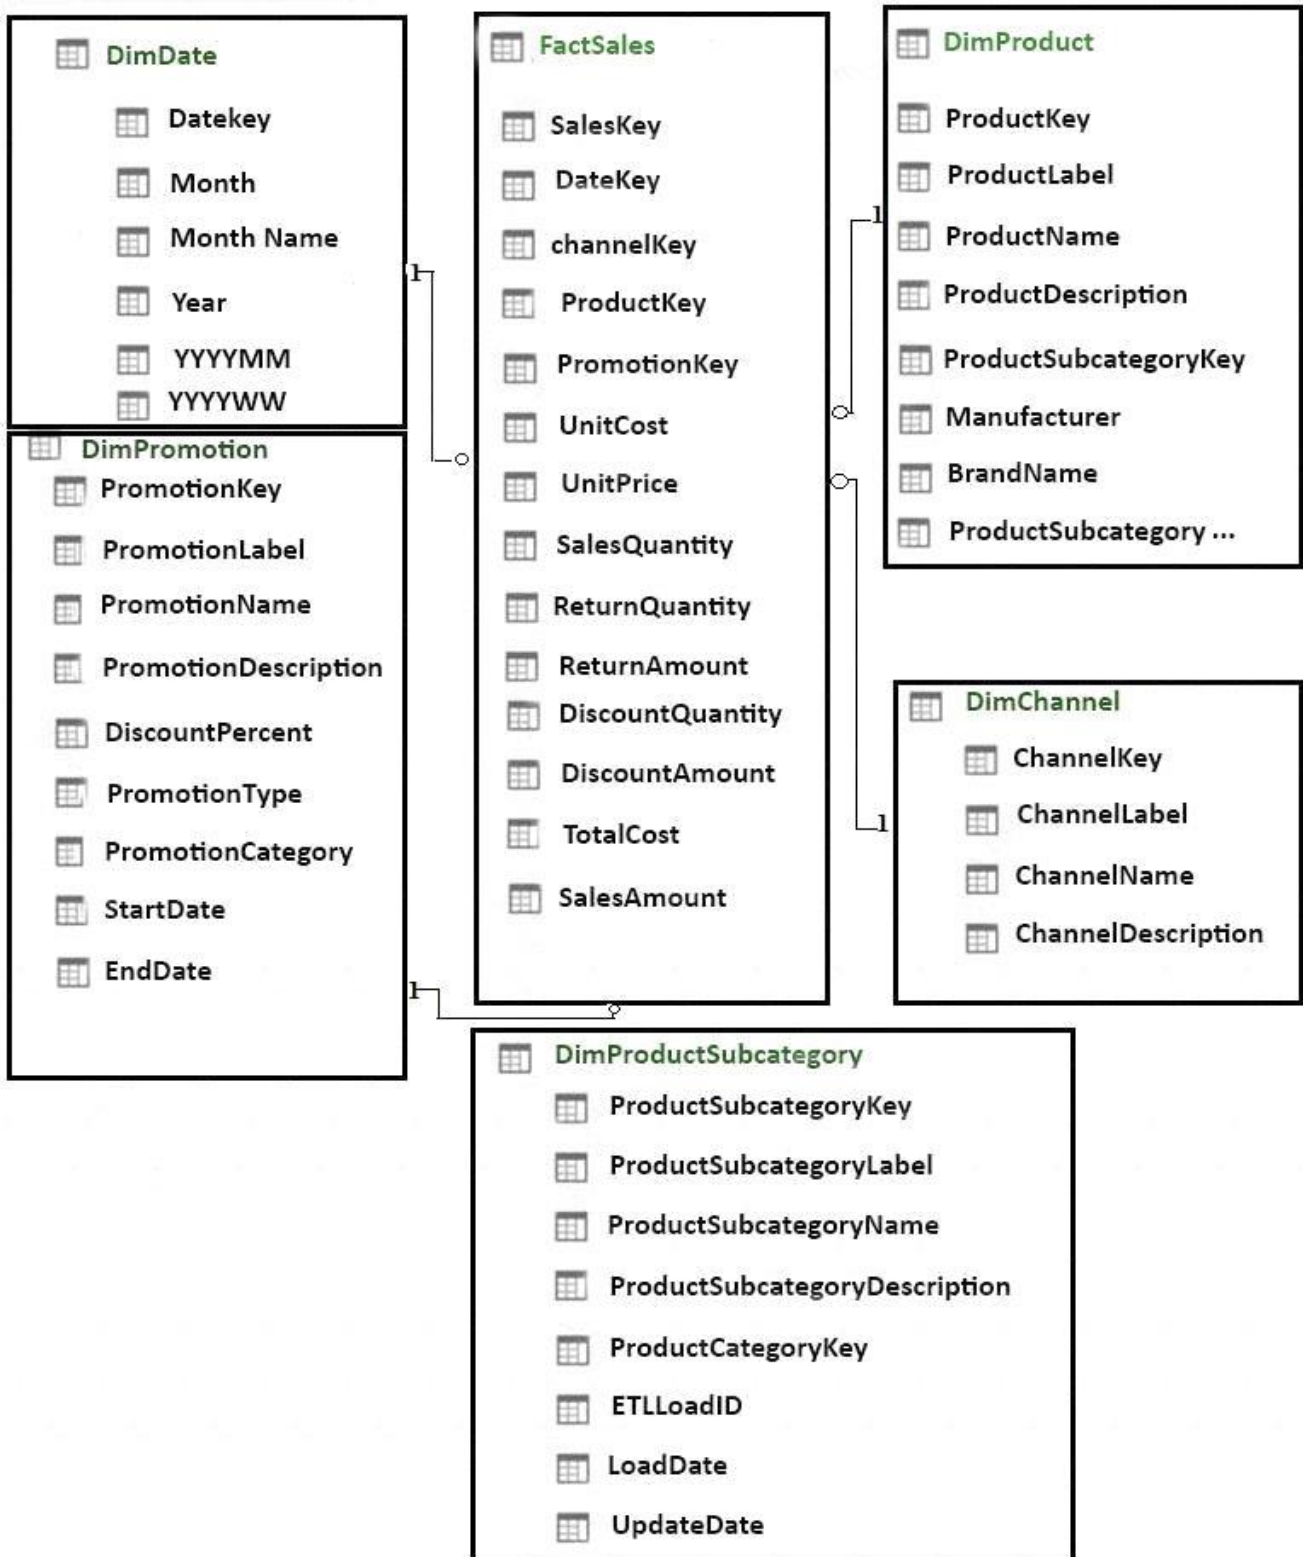 DimDate
Datekey
Month
Month Name
Year
YYYYMM
YYYYWW
DimPromotion
PromotionKey
PromotionLabel
PromotionName
PromotionDescription
DiscountPercent
PromotionType
PromotionCategory
StartDate
EndDate
1
1
FactSales
SalesKey
DateKey
channelKey
ProductKey
PromotionKey
UnitCost
UnitPrice
SalesQuantity
ReturnQuantity
ReturnAmount
DiscountQuantity
DiscountAmount
TotalCost
SalesAmount
1
1
DimProduct
ProductKey
ProductLabel
ProductName
ProductDescription
ProductSubcategoryKey
Manufacturer
BrandName
ProductSubcategory ...
DimChannel
ChannelKey
ChannelLabel
ChannelName
ChannelDescription
DimProductSubcategory
ProductSubcategoryKey
ProductSubcategoryLabel
ProductSubcategoryName
ProductSubcategoryDescription
ProductCategoryKey
ETLLoadID
LoadDate
UpdateDate